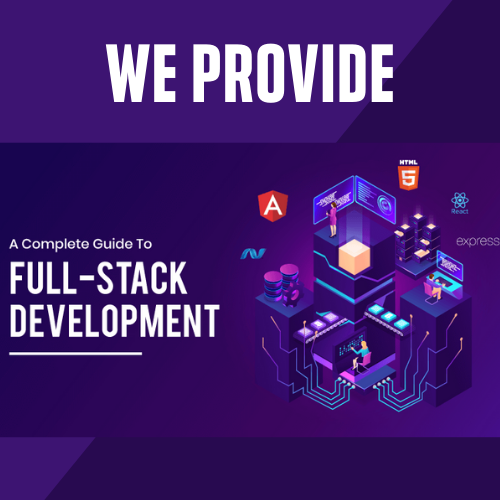 WE PROVIDE
HTML
5
A
React
express
A Complete Guide To
FULL-STACK
DEVELOPMENT